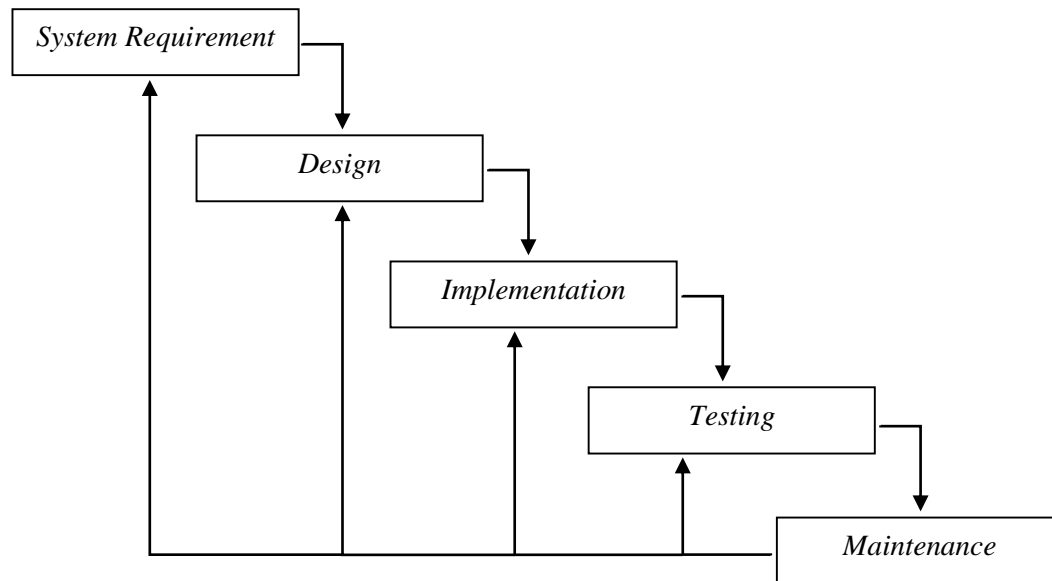 System Requirement
Design
Implementation
Testing
Maintenance